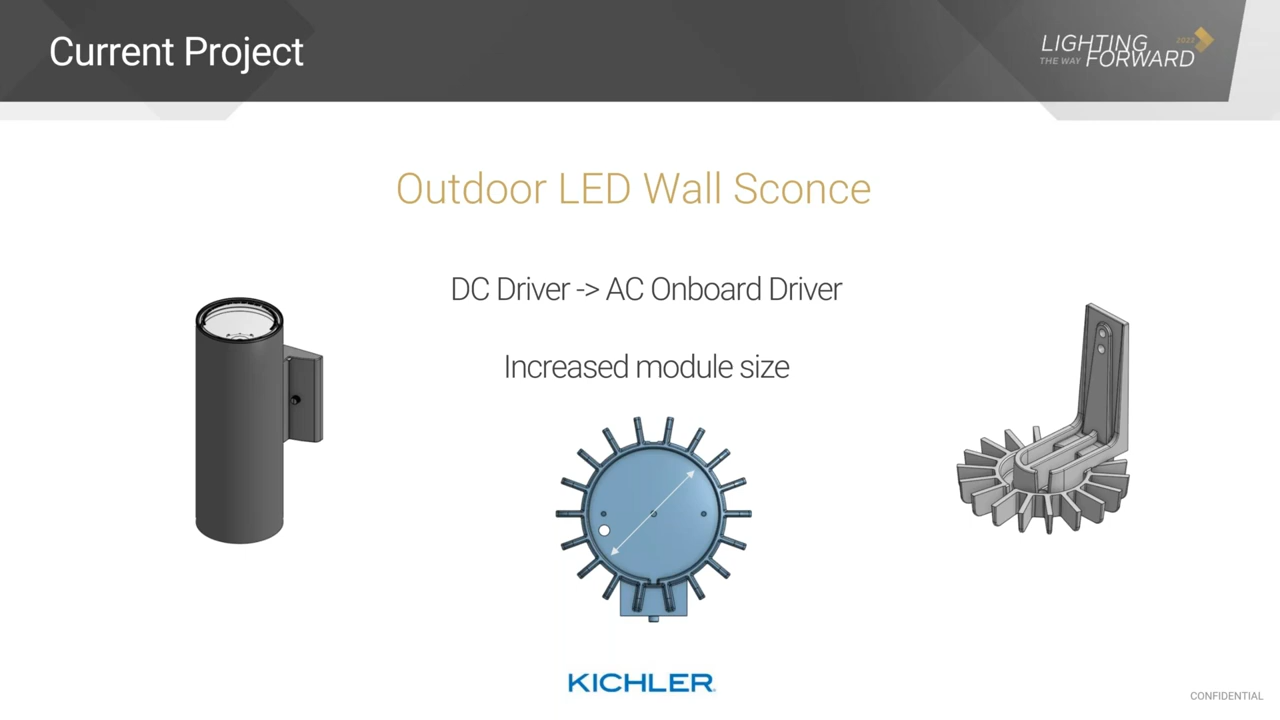 Current Project
LIGHTING 2022
THE WAY FORWARD
Outdoor LED Wall Sconce
DC Driver -> AC Onboard Driver
Increased module size
KICHLER
CONFIDENTIAL